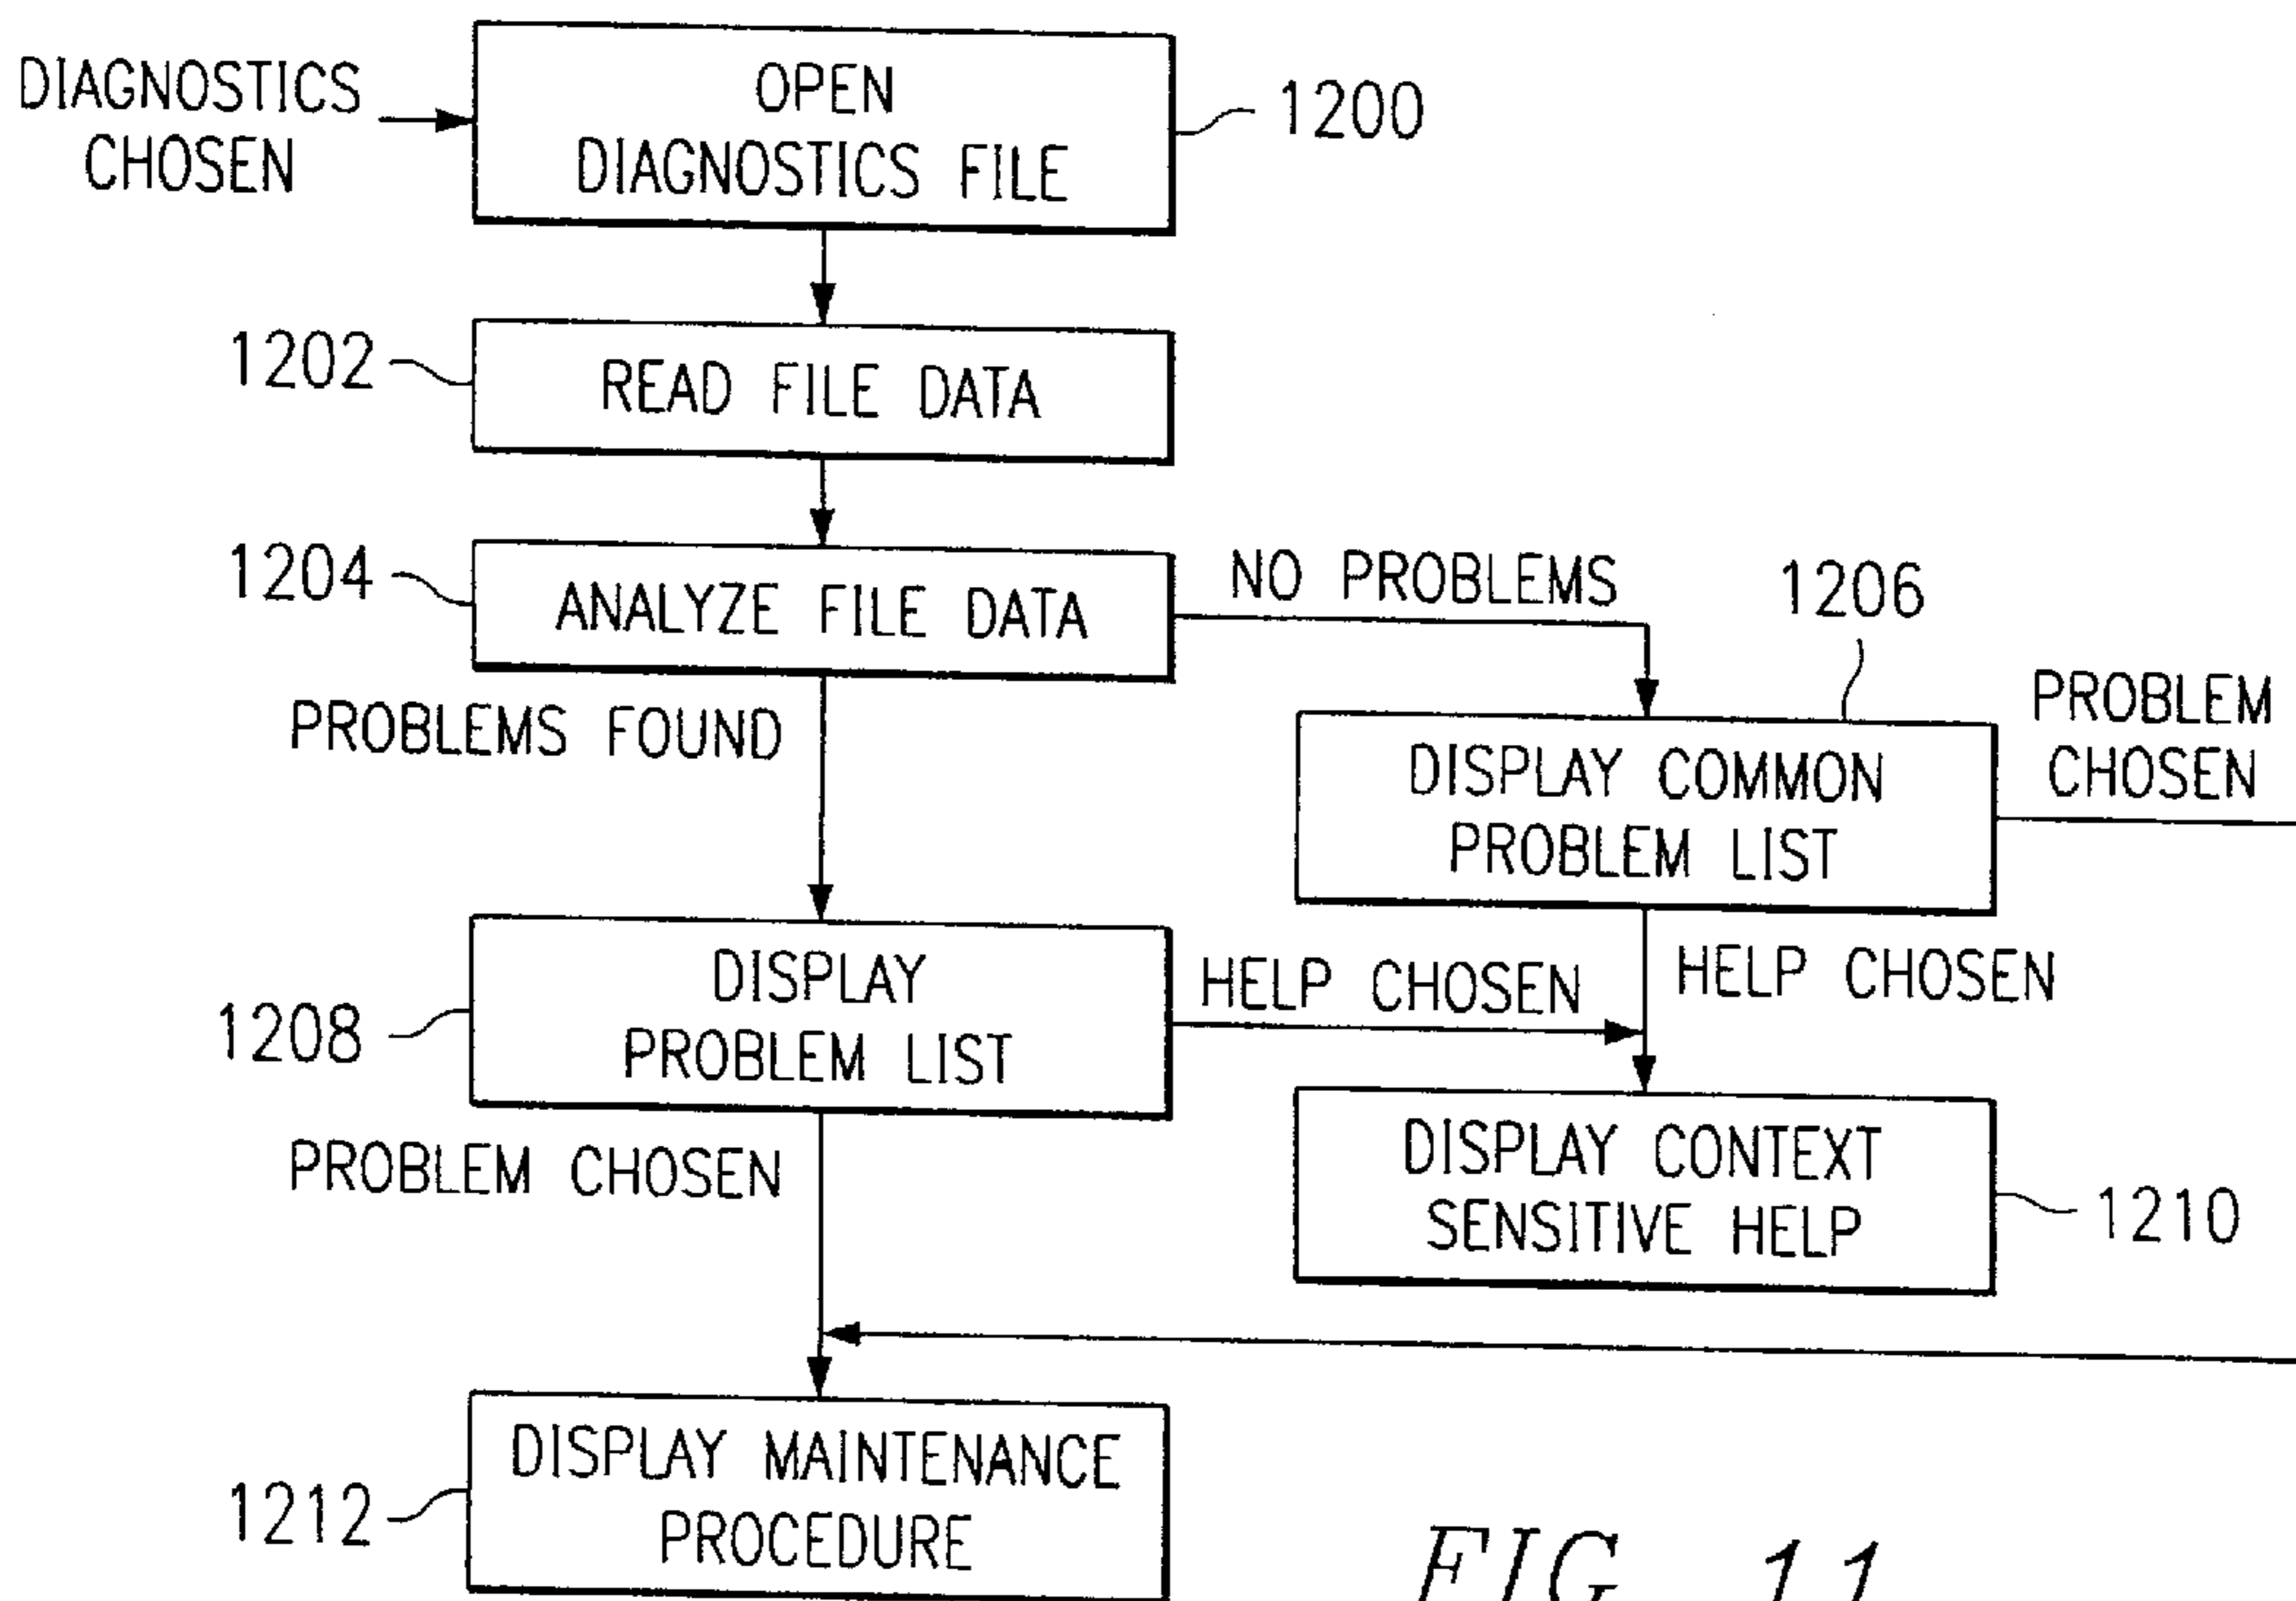 DIAGNOSTICS
CHOSEN
OPEN
DIAGNOSTICS FILE
1200
1202
READ FILE DATA
1204
ANALYZE FILE DATA
NO PROBLEMS
1206
PROBLEMS FOUND
DISPLAY COMMON
PROBLEM LIST
PROBLEM
CHOSEN
1208
DISPLAY
PROBLEM LIST
HELP CHOSEN
HELP CHOSEN
PROBLEM CHOSEN
DISPLAY CONTEXT
SENSITIVE HELP
1210
1212
DISPLAY MAINTENANCE
PROCEDURE
FIG. 11